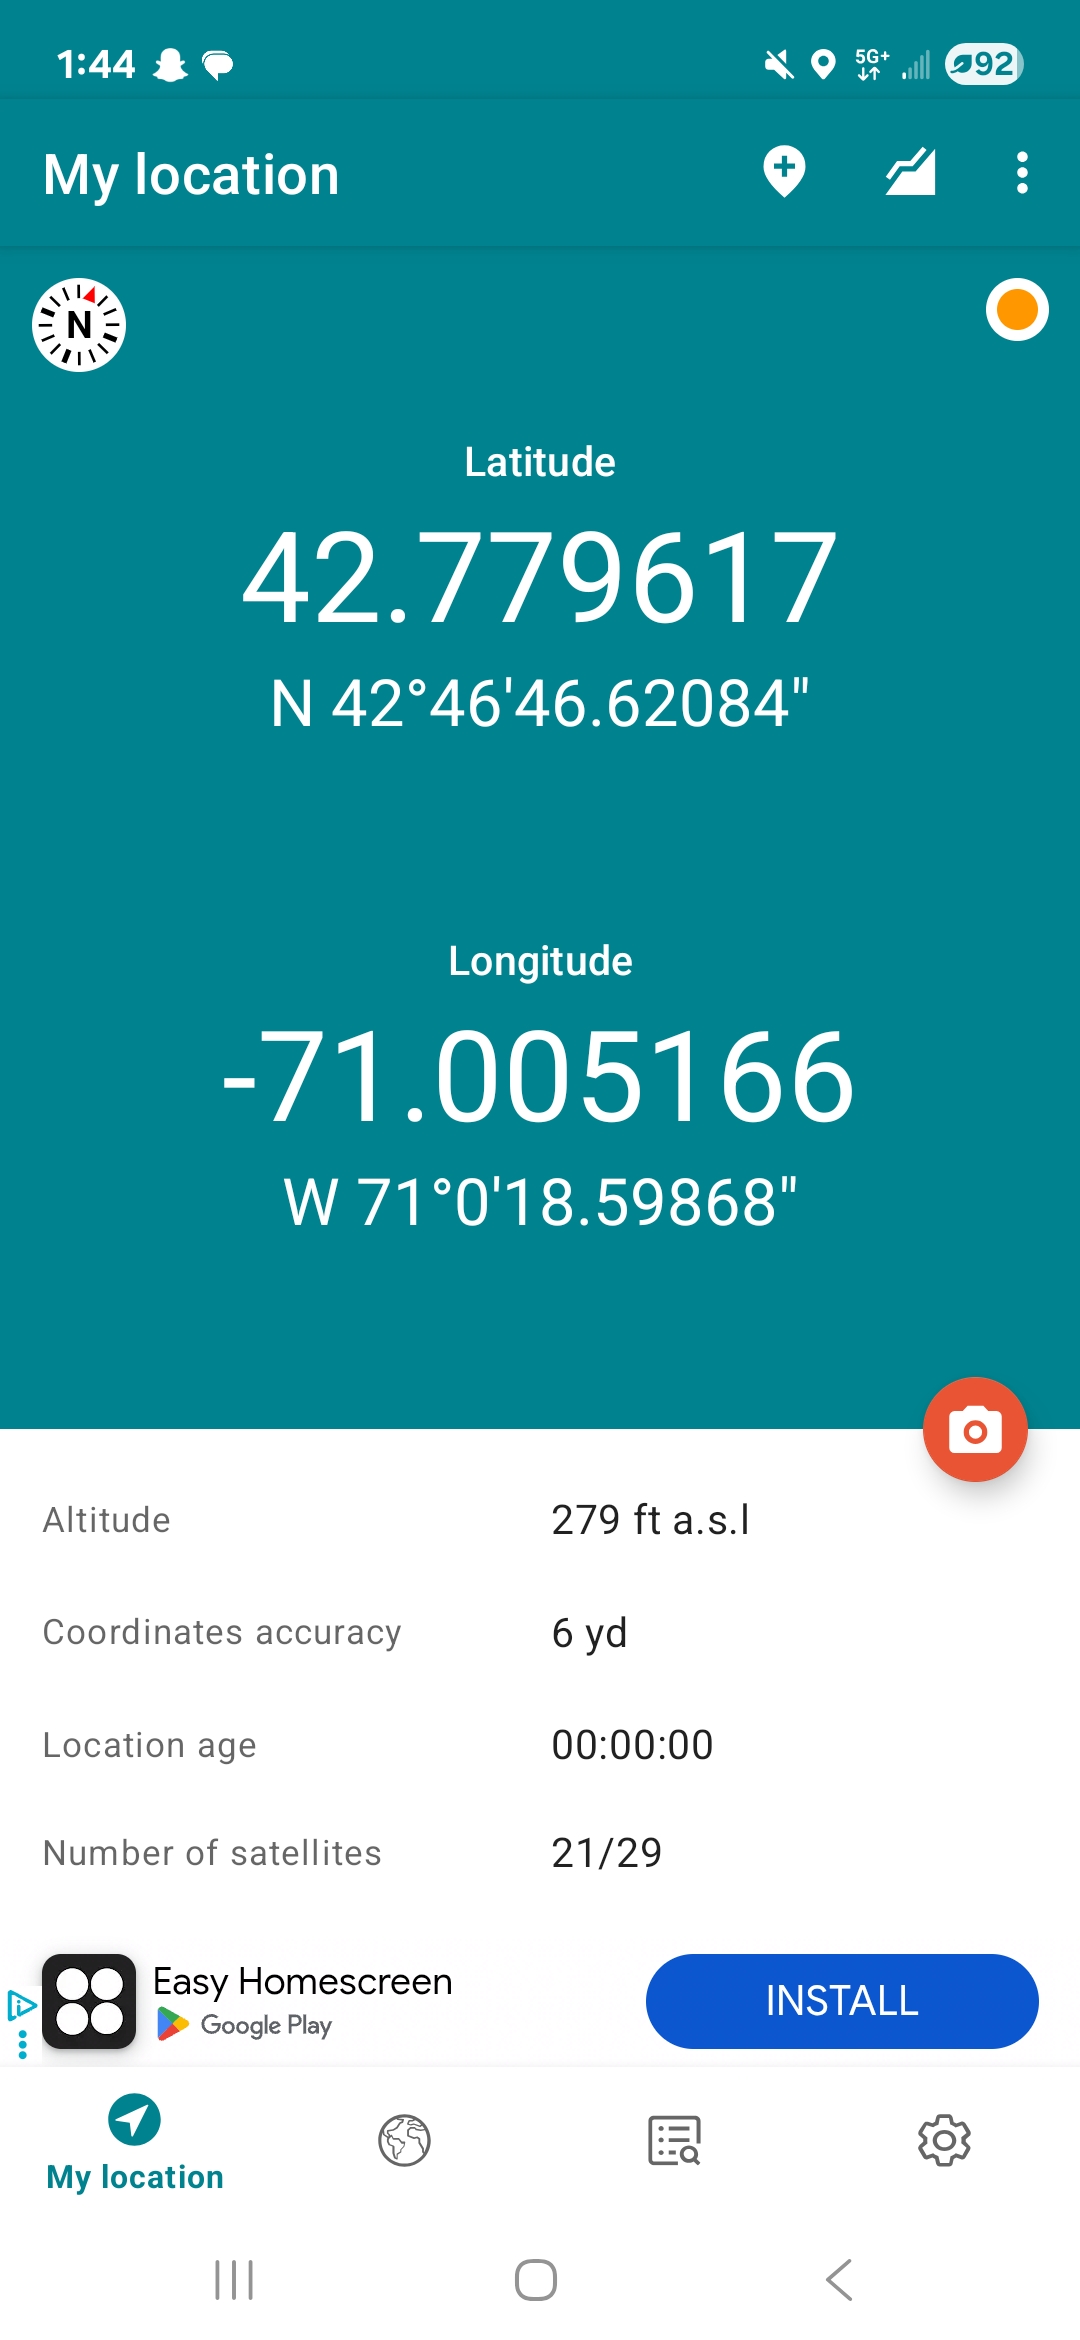 1:44
5G+
92
My location
N
Latitude
42.779617
N 42°46'46.62084"
Longitude
-71.005166
W 71°0'18.59868"
Altitude 279 ft a.s.l
Coordinates accuracy 6 yd
Location age 00:00:00
Number of satellites 21/29
Easy Homescreen
Google Play
INSTALL
My location